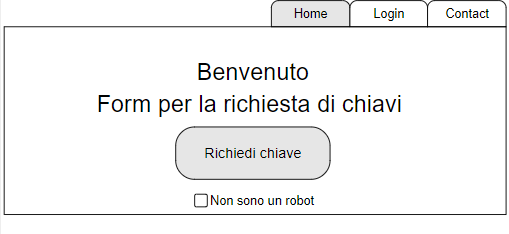 Home Login Contact
Benvenuto
Form per la richiesta di chiavi
Richiedi chiave
Non sono un robot